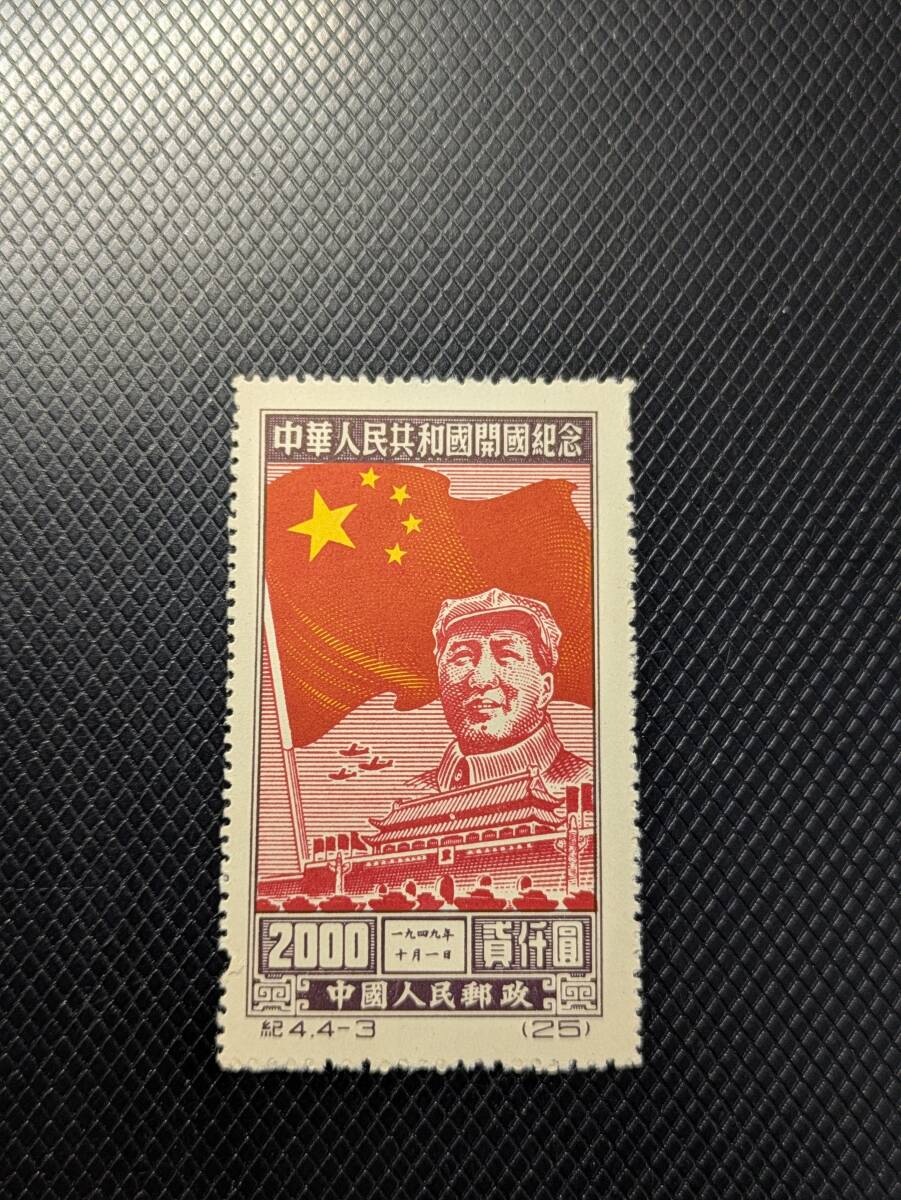 中華人民共和國開國紀念
2000 一九四九年 貳仟圓
十月一日
中國人民郵政
紀4.4-3 (25)